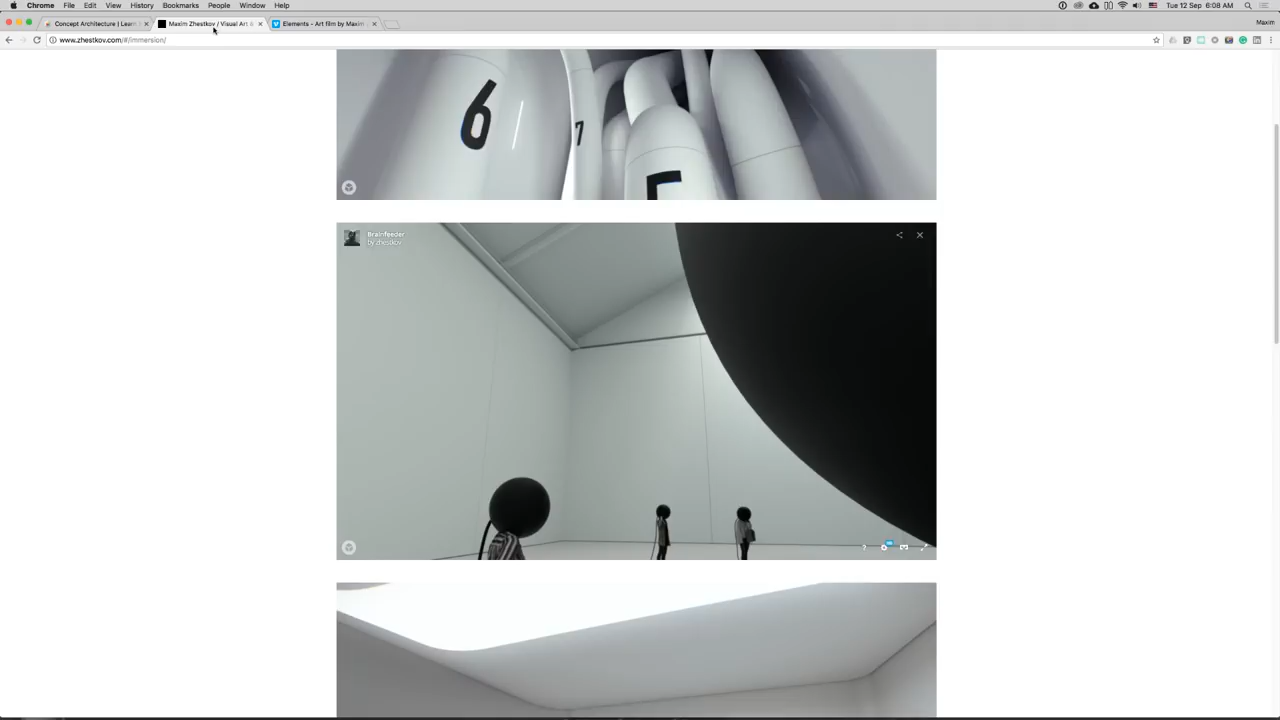 Chrome File Edit View History Bookmarks People Window Help Tue 12 Sep 6:08 AM
Concept Architecture | Learn Maxim Zhestkov / Visual Art & Elements - Art film by Maxim Maxim
www.zhestkov.com/#/immersion/
6
7
Brainfeeder
by zhestkov
?